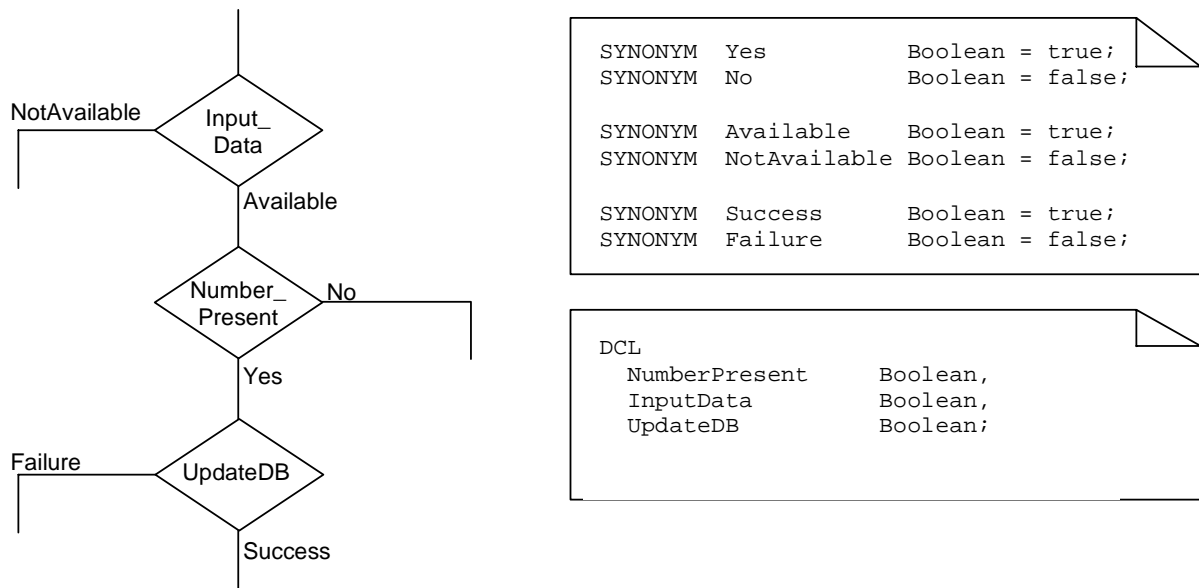 NotAvailable
Input_
Data
Available
Number_
Present
No
Yes
Failure
UpdateDB
Success
SYNONYM Yes Boolean = true;
SYNONYM No Boolean = false;
SYNONYM Available Boolean = true;
SYNONYM NotAvailable Boolean = false;
SYNONYM Success Boolean = true;
SYNONYM Failure Boolean = false;
DCL
NumberPresent Boolean,
InputData Boolean,
UpdateDB Boolean;